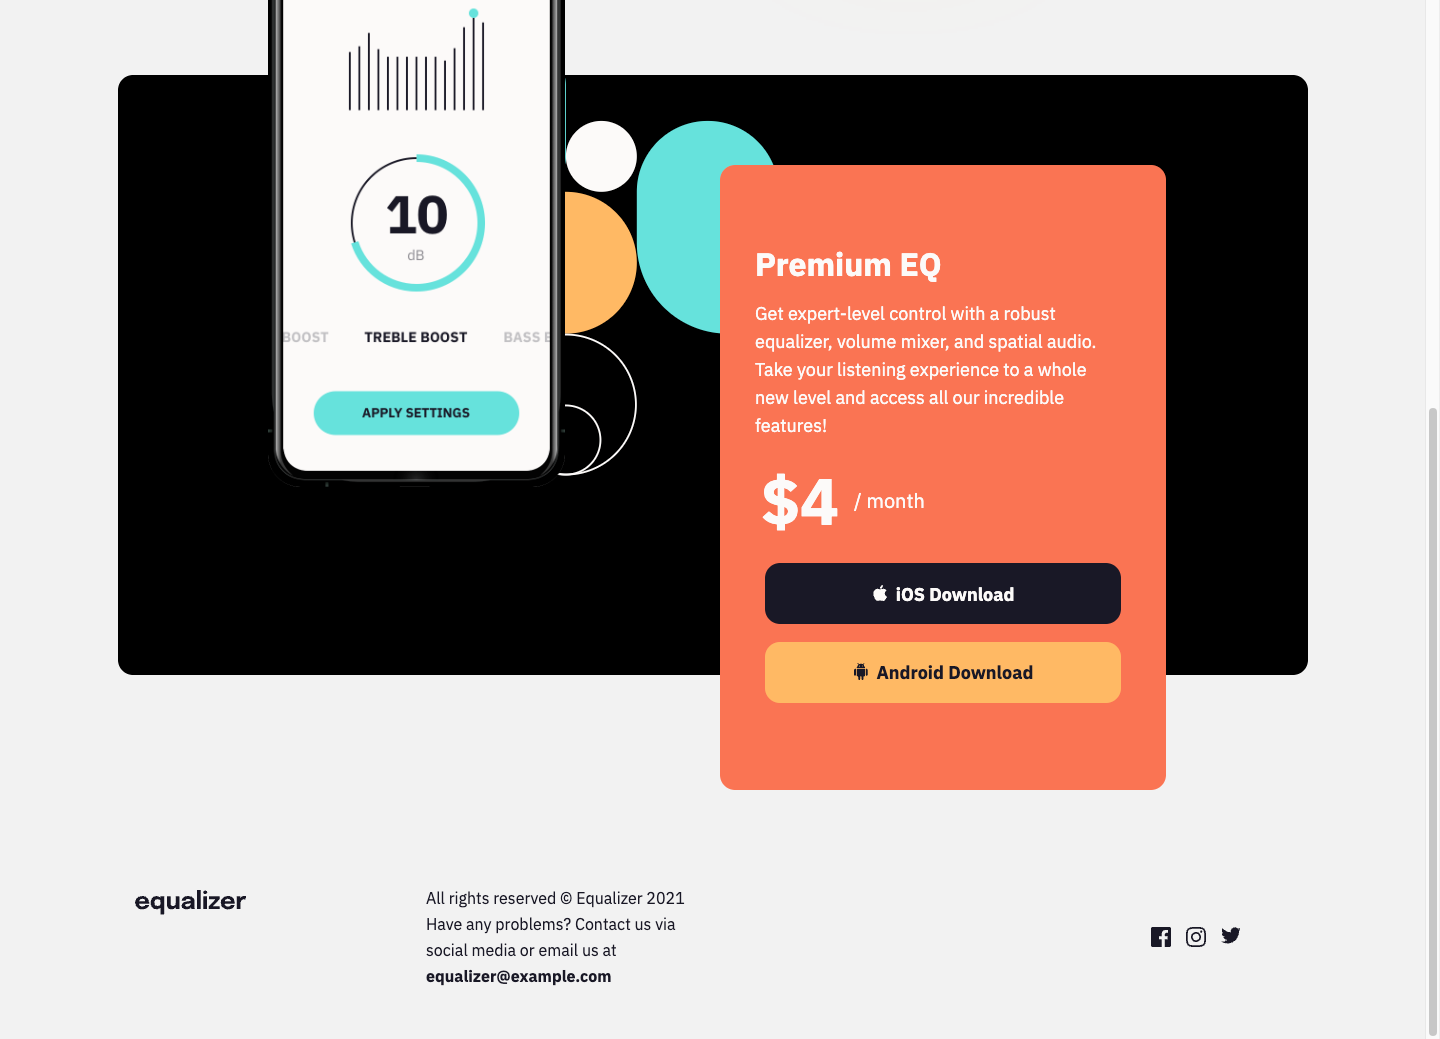 10
dB
BOOST TREBLE BOOST BASS
APPLY SETTINGS
Premium EQ
Get expert-level control with a robust
equalizer, volume mixer, and spatial audio.
Take your listening experience to a whole
new level and access all our incredible
features!
$4 / month
iOS Download
Android Download
equalizer
All rights reserved © Equalizer 2021
Have any problems? Contact us via
social media or email us at
equalizer@example.com